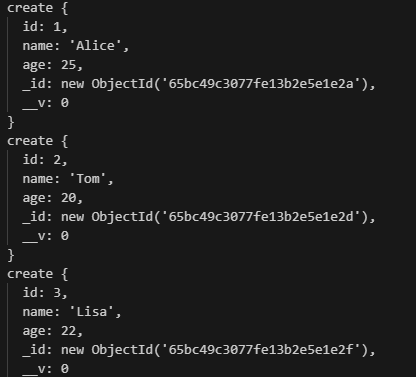 create {
  id: 1,
  name: 'Alice',
  age: 25,
  _id: new ObjectId('65bc49c3077fe13b2e5e1e2a'),
  __v: 0
}
create {
  id: 2,
  name: 'Tom',
  age: 20,
  _id: new ObjectId('65bc49c3077fe13b2e5e1e2d'),
  __v: 0
}
create {
  id: 3,
  name: 'Lisa',
  age: 22,
  _id: new ObjectId('65bc49c3077fe13b2e5e1e2f'),
  __v: 0